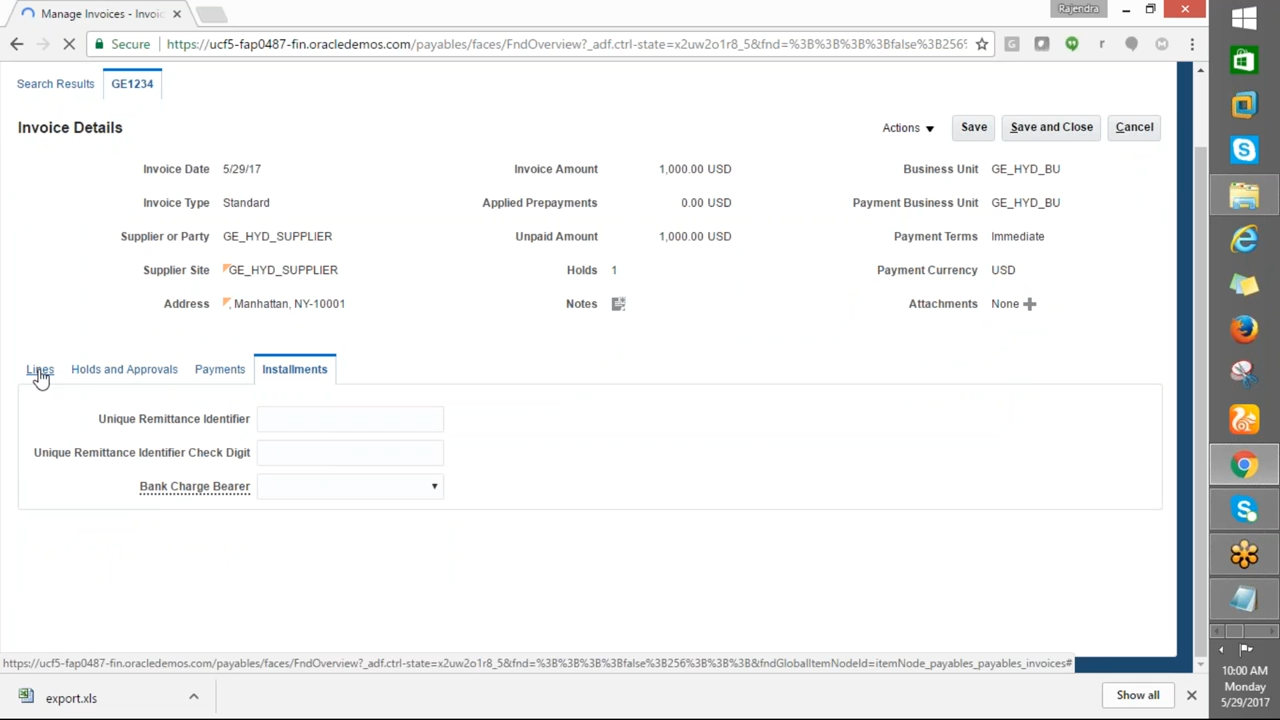 Manage Invoices - Invoic
Rajendra
Secure https://ucf5-fap0487-fin.oracledemos.com/payables/faces/FndOverview?_adf.ctrl-state=x2uw2o1r8_5&fnd=%3B%3B%3B%3Bfalse%3B256%
Search Results GE1234
Invoice Details Actions Save Save and Close Cancel
Invoice Date 5/29/17 Invoice Amount 1,000.00 USD Business Unit GE_HYD_BU
Invoice Type Standard Applied Prepayments 0.00 USD Payment Business Unit GE_HYD_BU
Supplier or Party GE_HYD_SUPPLIER Unpaid Amount 1,000.00 USD Payment Terms Immediate
Supplier Site GE_HYD_SUPPLIER Holds 1 Payment Currency USD
Address , Manhattan, NY-10001 Notes Attachments None
Lines Holds and Approvals Payments Installments
Unique Remittance Identifier
Unique Remittance Identifier Check Digit
Bank Charge Bearer
https://ucf5-fap0487-fin.oracledemos.com/payables/faces/FndOverview?_adf.ctrl-state=x2uw2o1r8_5&fnd=%3B%3B%3B%3Bfalse%3B256%3B%3B%3B&fndGlobalItemNodeId=itemNode_payables_payables_invoices#
export.xls Show all
10:00 AM
Monday
5/29/2017